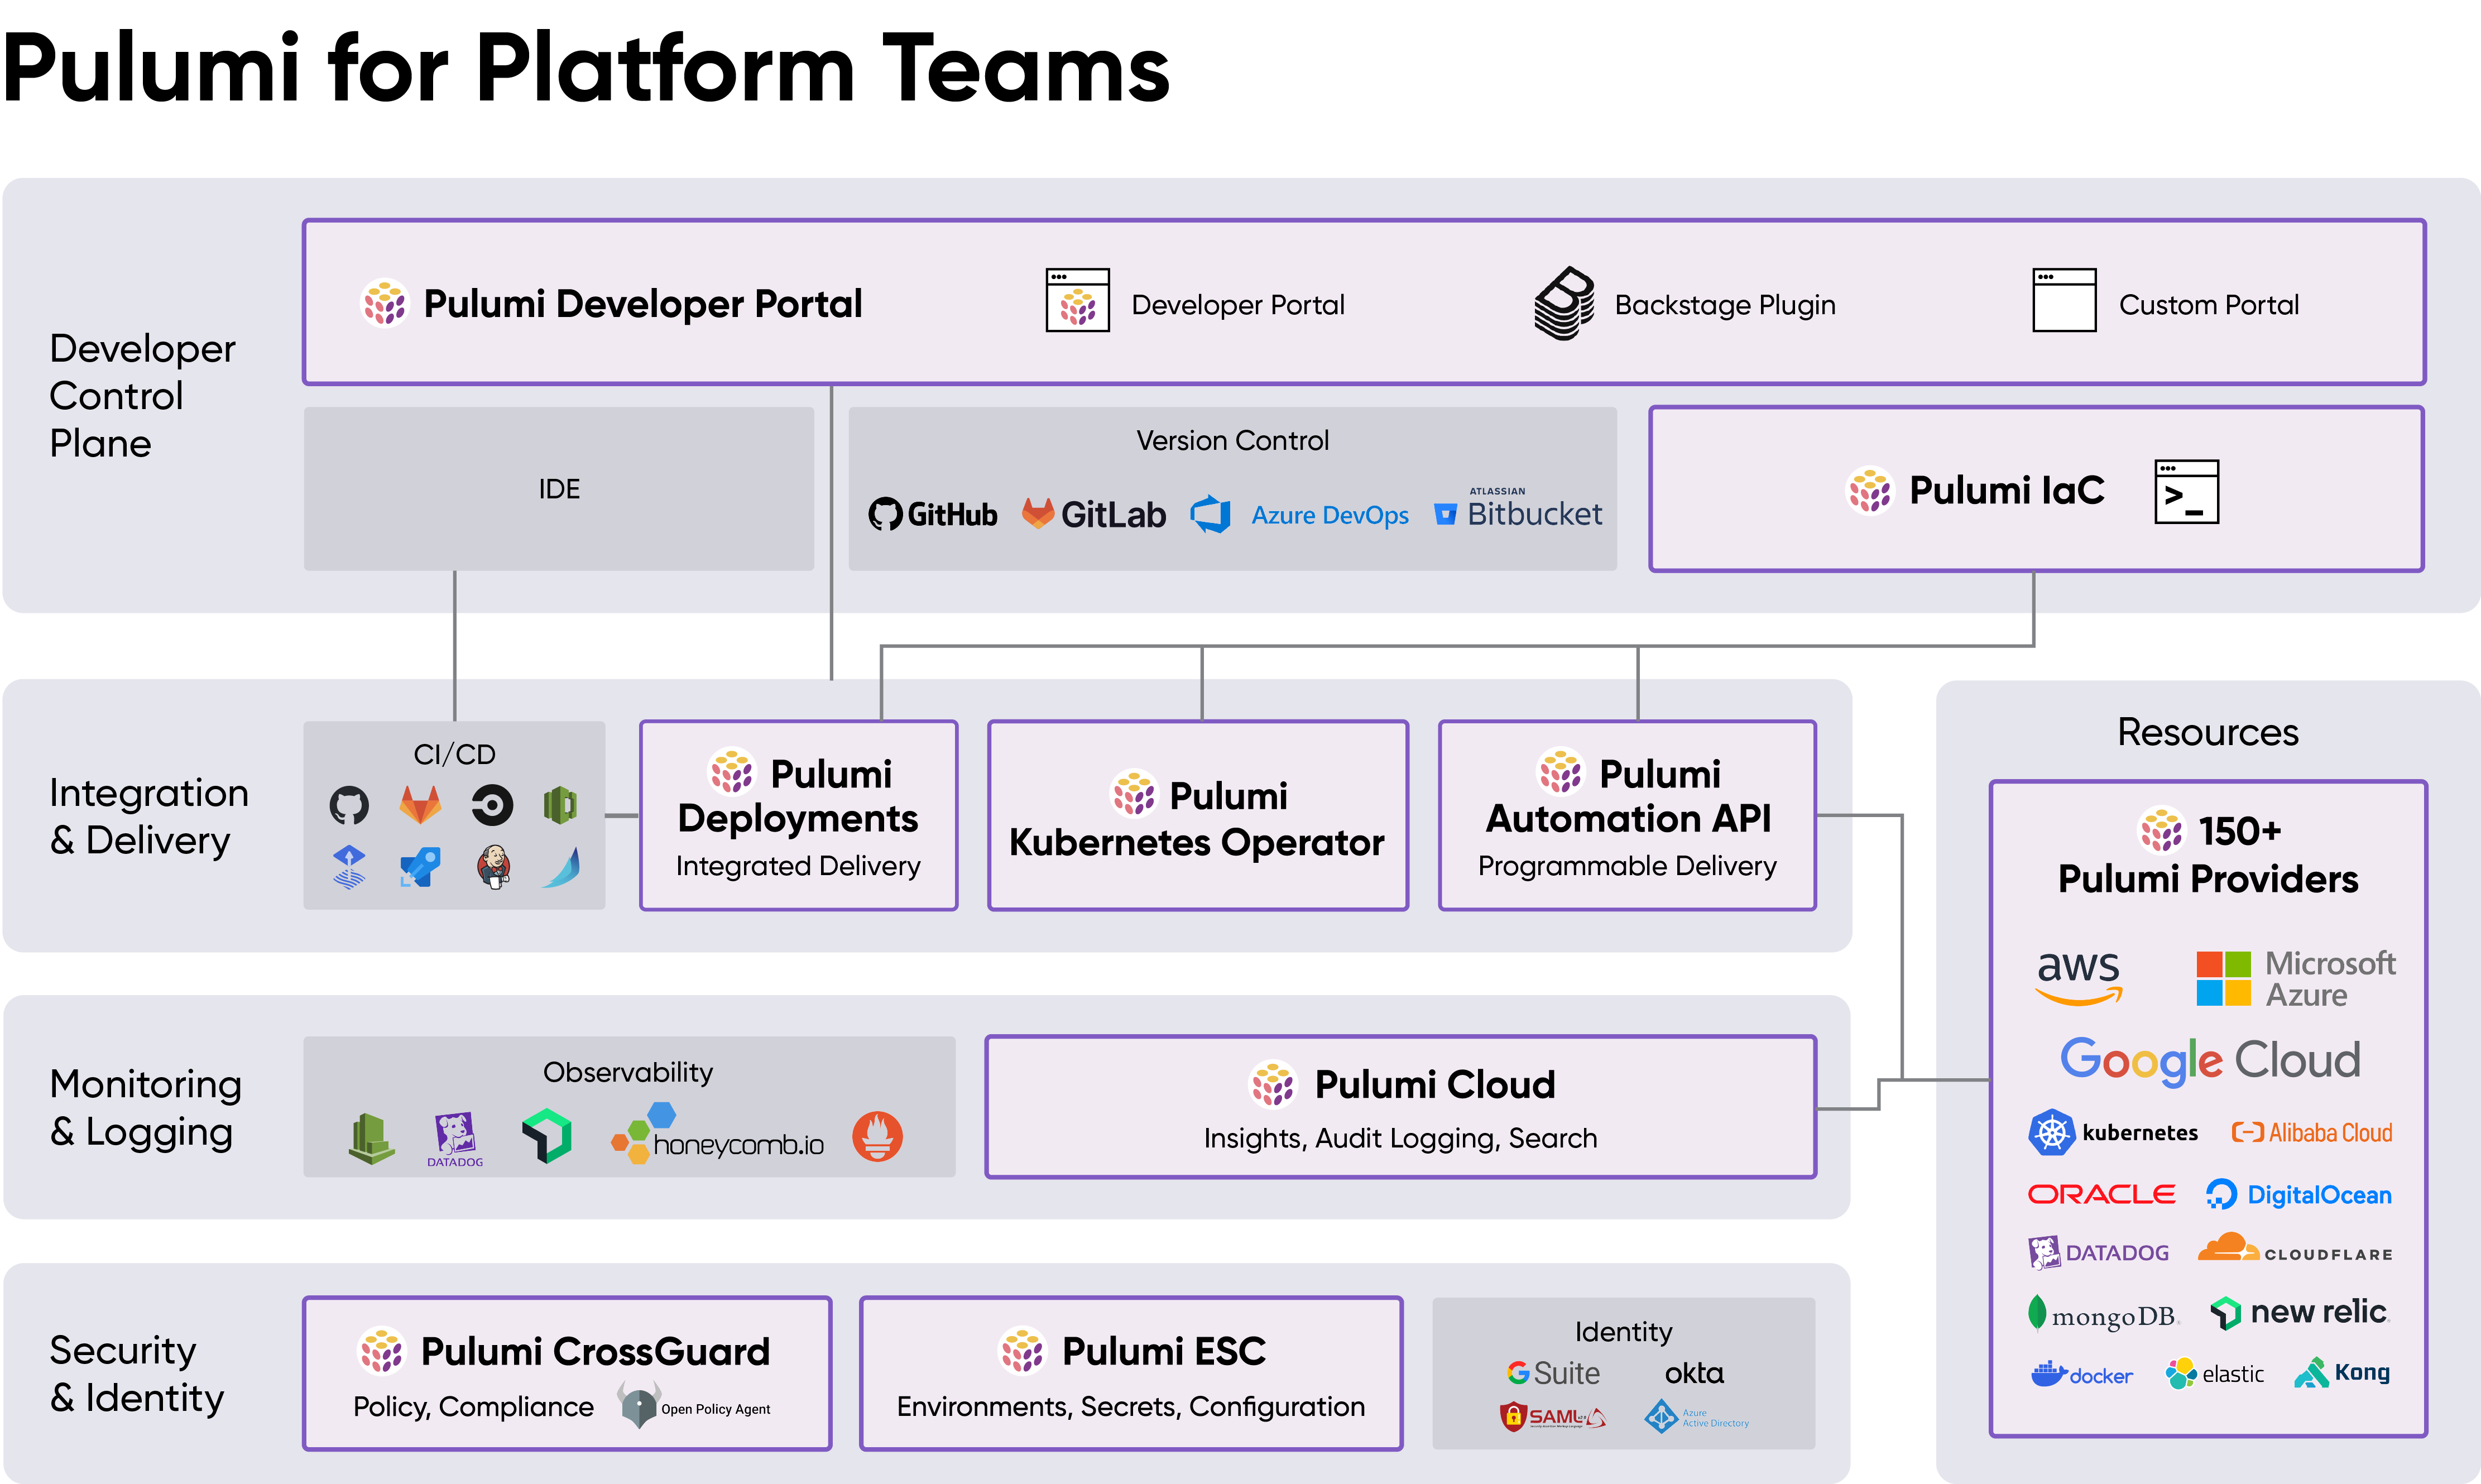 Pulumi for Platform Teams
Developer
Control
Plane
Pulumi Developer Portal
Developer Portal
Backstage Plugin
Custom Portal
IDE
Version Control
GitHub
GitLab
Azure DevOps
ATLASSIAN
Bitbucket
Pulumi IaC
>_
Integration
& Delivery
CI/CD
Pulumi
Deployments
Integrated Delivery
Pulumi
Kubernetes Operator
Pulumi
Automation API
Programmable Delivery
Resources
150+
Pulumi Providers
aws
Microsoft
Azure
Google Cloud
kubernetes
Alibaba Cloud
ORACLE
DigitalOcean
DATADOG
CLOUDFLARE
mongoDB
new relic
docker
elastic
Kong
Monitoring
& Logging
Observability
DATADOG
honeycomb.io
Pulumi Cloud
Insights, Audit Logging, Search
Security
& Identity
Pulumi CrossGuard
Policy, Compliance
Open Policy Agent
Pulumi ESC
Environments, Secrets, Configuration
Identity
G Suite
okta
SAML
Azure
Active Directory